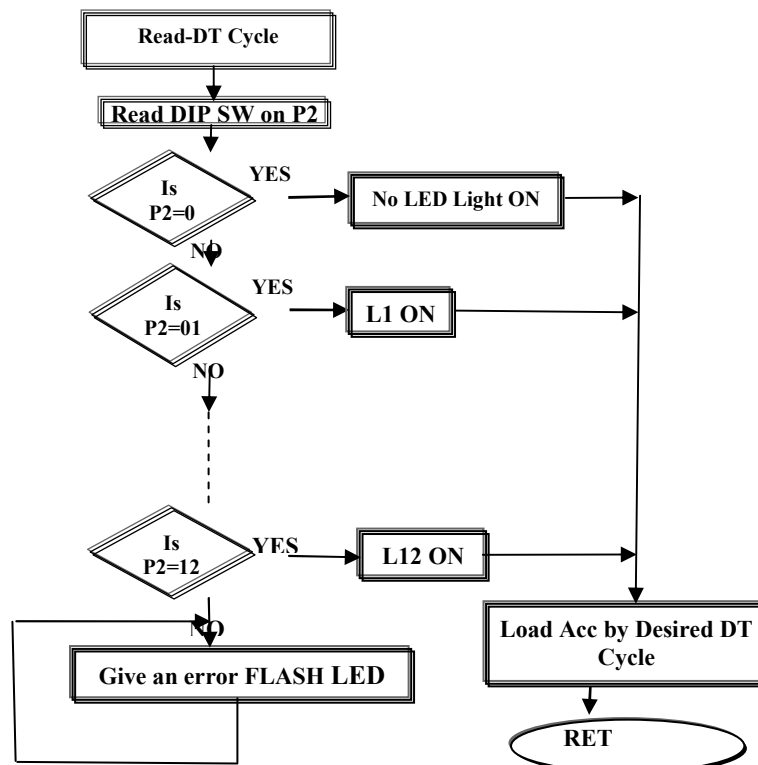 Read-DT Cycle
Read DIP SW on P2
Is
P2=0
YES
No LED Light ON
NO
Is
P2=01
YES
L1 ON
NO
Is
P2=12
YES
L12 ON
NO
Give an error FLASH LED
Load Acc by Desired DT
Cycle
RET